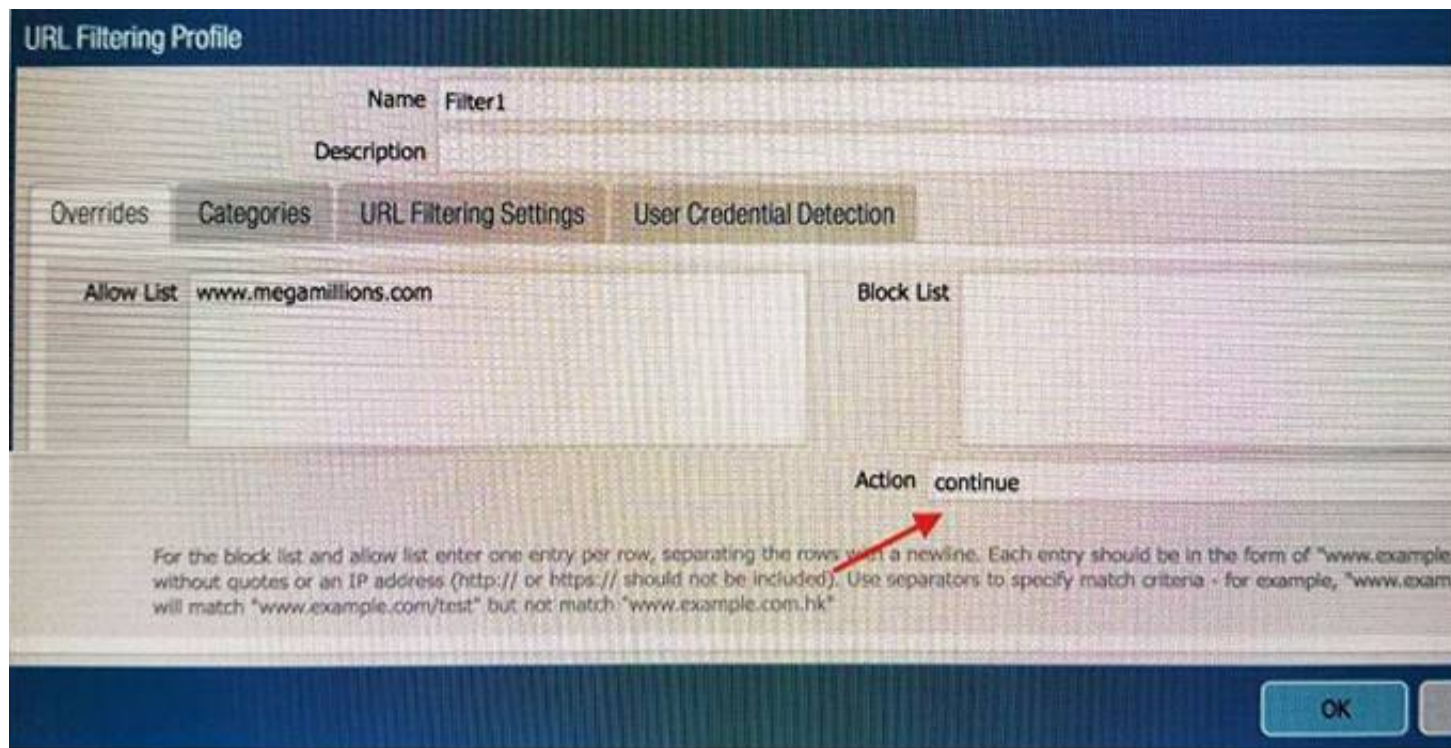 URL Filtering Profile
Name Filter1
Description
Overrides Categories URL Filtering Settings User Credential Detection
Allow List www.megamillions.com Block List
Action continue
For the block list and allow list enter one entry per row, separating the rows with a newline. Each entry should be in the form of "www.example
without quotes or an IP address (http:// or https:// should not be included). Use separators to specify match criteria - for example, "www.exam
will match "www.example.com/test" but not match "www.example.com.hk"
OK